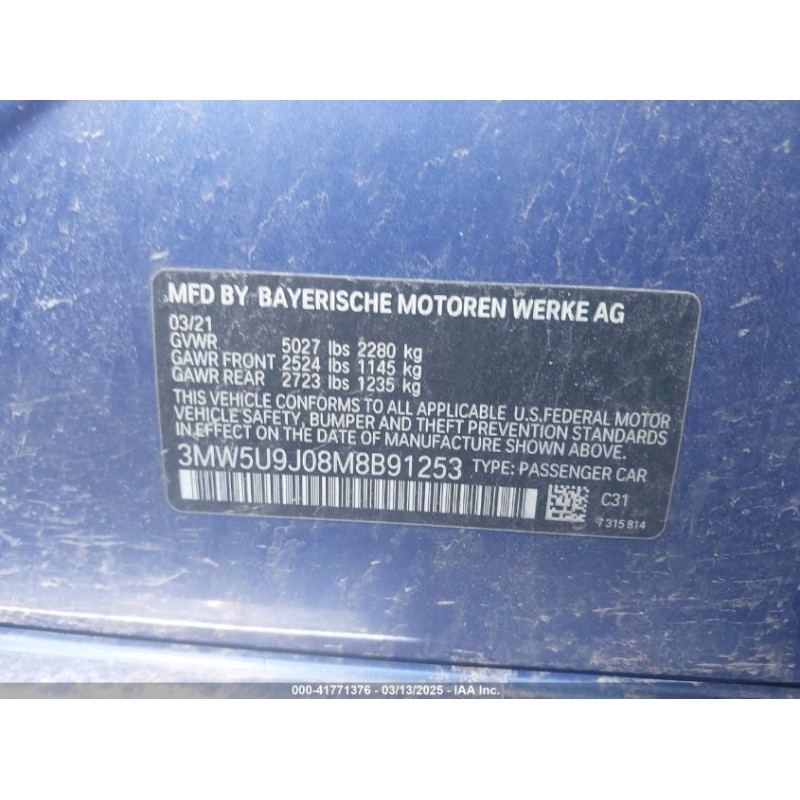 MFD BY BAYERISCHE MOTOREN WERKE AG
03/21
GVWR 5027 lbs 2280 kg
GAWR FRONT 2524 lbs 1145 kg
GAWR REAR 2723 lbs 1235 kg
THIS VEHICLE CONFORMS TO ALL APPLICABLE U.S.FEDERAL MOTOR
VEHICLE SAFETY, BUMPER AND THEFT PREVENTION STANDARDS
IN EFFECT ON THE DATE OF MANUFACTURE SHOWN ABOVE.
3MW5U9J08M8B91253 TYPE: PASSENGER CAR
C31
7 315 814
000-41771376 - 03/13/2025 - IAA Inc.